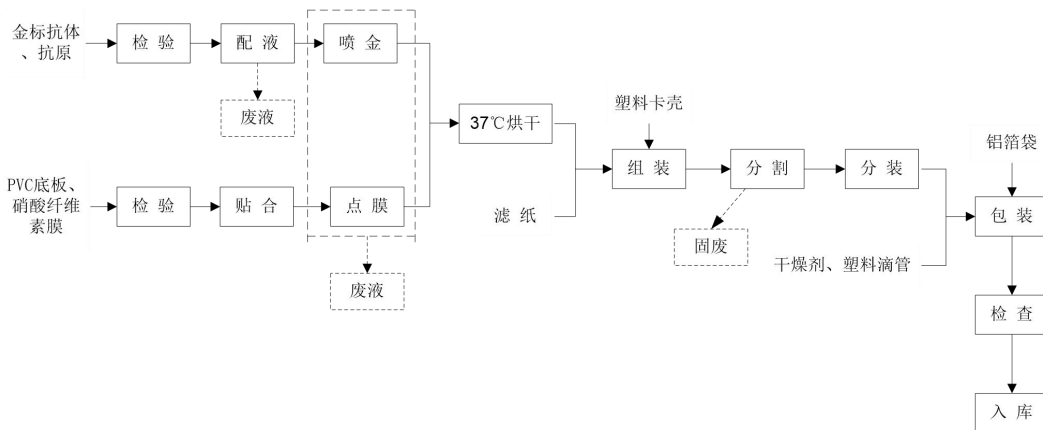 金标抗体
、抗原
检 验
配 液
喷 金
废液
PVC底板、
硝酸纤维
素膜
检 验
贴 合
点 膜
废液
37℃烘干
滤 纸
塑料卡壳
组 装
分 割
固废
分 装
干燥剂、塑料滴管
铝箔袋
包 装
检 查
入 库